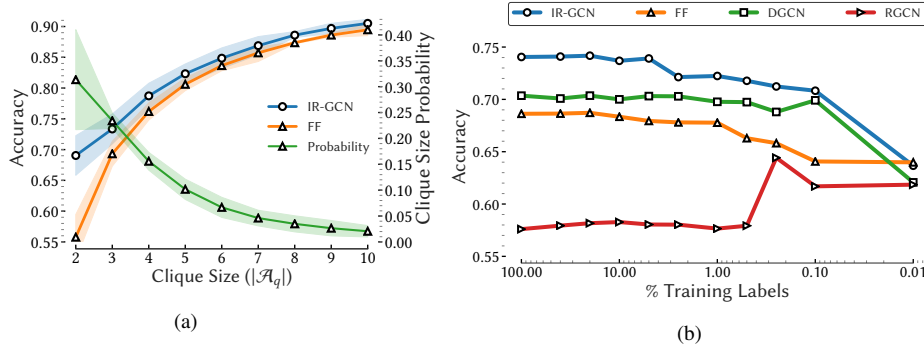 0.90
0.85
0.80
0.75
0.70
0.65
0.60
0.55
Accuracy
IR-GCN
FF
Probability
0.40
0.35
0.30
0.25
0.20
0.15
0.10
0.05
0.00
Clique Size Probability
2 3 4 5 6 7 8 9 10
Clique Size (|𝒜q|)
(a)
IR-GCN FF DGCN RGCN
0.75
0.70
0.65
0.60
0.55
Accuracy
100.00 10.00 1.00 0.10 0.01
% Training Labels
(b)